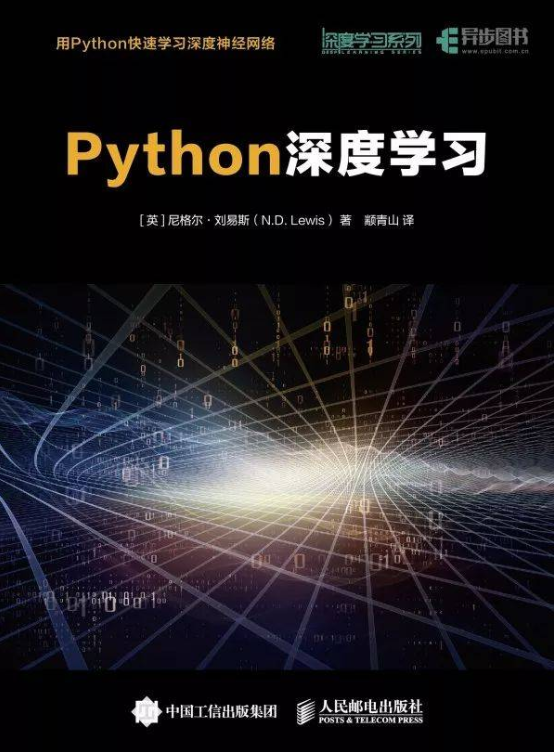 用Python快速学习深度神经网络
深度学习系列
DEEP LEARNING SERIES
异步图书
www.epubit.com.cn
Python深度学习
[ 英 ] 尼格尔 · 刘易斯（N.D. Lewis）著 颛青山 译
中国工信出版集团
人民邮电出版社
POSTS & TELECOM PRESS